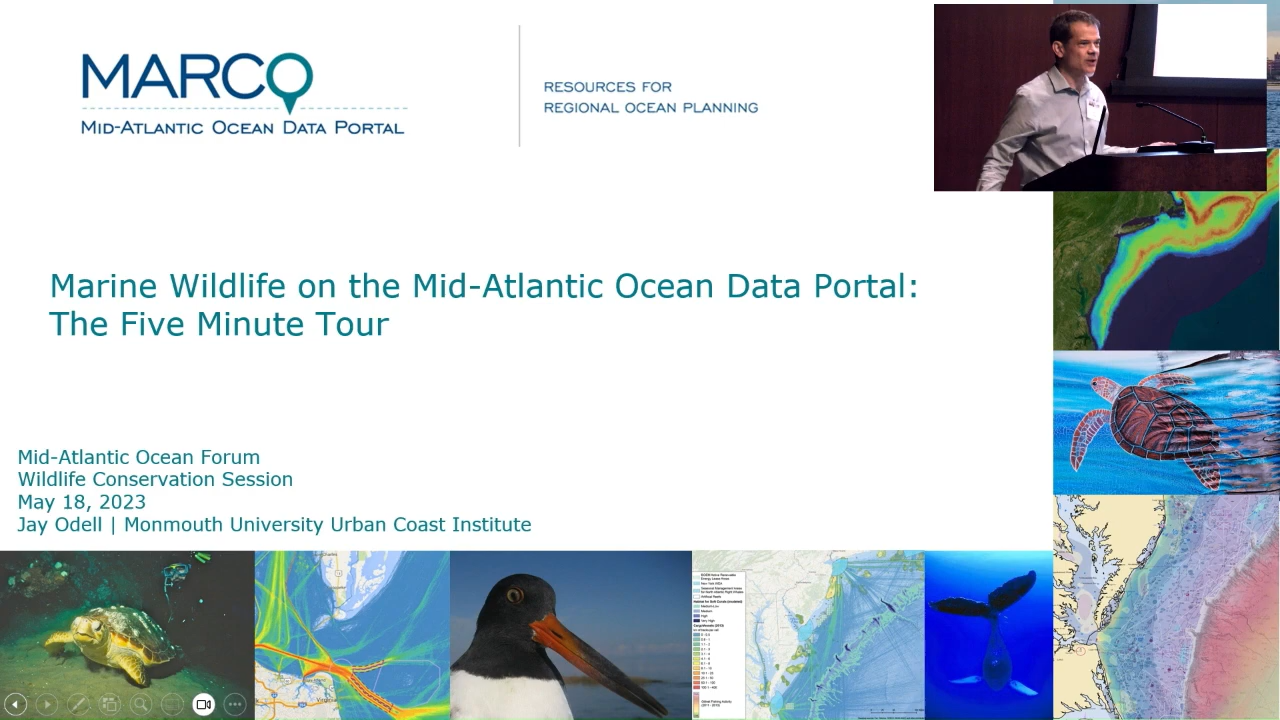 MARCO
MID-ATLANTIC OCEAN DATA PORTAL
RESOURCES FOR
REGIONAL OCEAN PLANNING
Marine Wildlife on the Mid-Atlantic Ocean Data Portal:
The Five Minute Tour
Mid-Atlantic Ocean Forum
Wildlife Conservation Session
May 18, 2023
Jay Odell | Monmouth University Urban Coast Institute